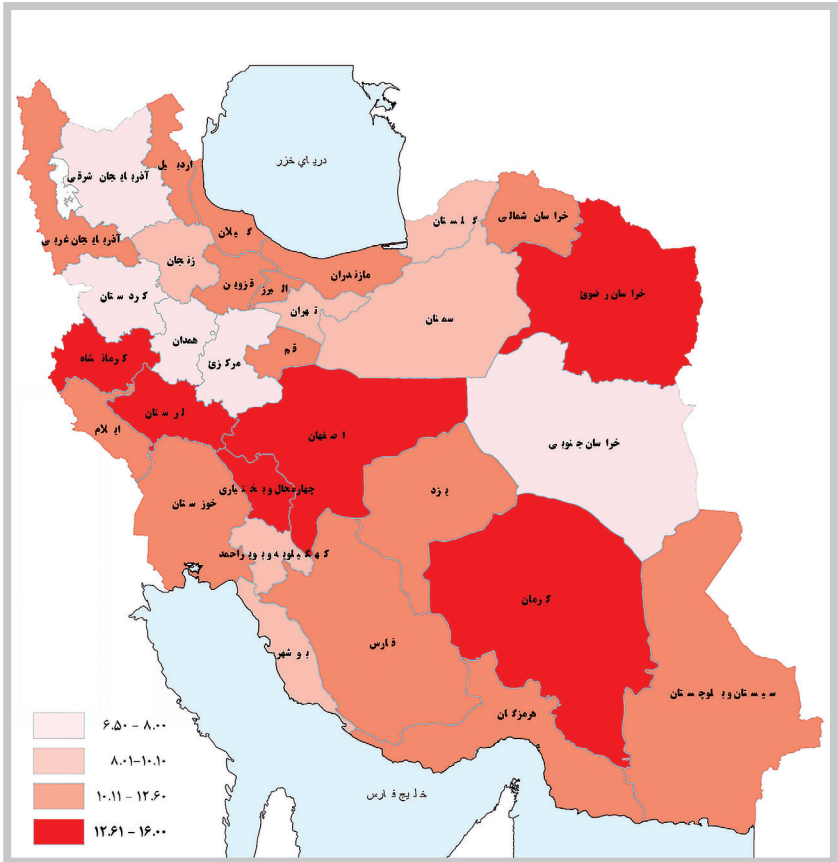 دریای خزر
اردبیل
آذربایجان شرقی
گیلان
گلستان
خراسان شمالی
آذربایجان غربی
زنجان
مازندران
قزوین
البرز
کردستان
تهران
سمنان
خراسان رضوئ
همدان
قم
کرمانشاه
مرکزئ
لرستان
ایلام
اصفهان
خراسان جنوبی
چهارمحال و بختیاری
یزد
خوزستان
کهگیلویه و بویراحمد
کرمان
فارس
بوشهر
سیستان و بلوچستان
هرمزگان
خلیج فارس
۶.۵۰ – ۸.۰۰
۸.۰۱–۱۰.۱۰
۱۰.۱۱ – ۱۲.۶۰
۱۲.۶۱ – ۱۶.۰۰